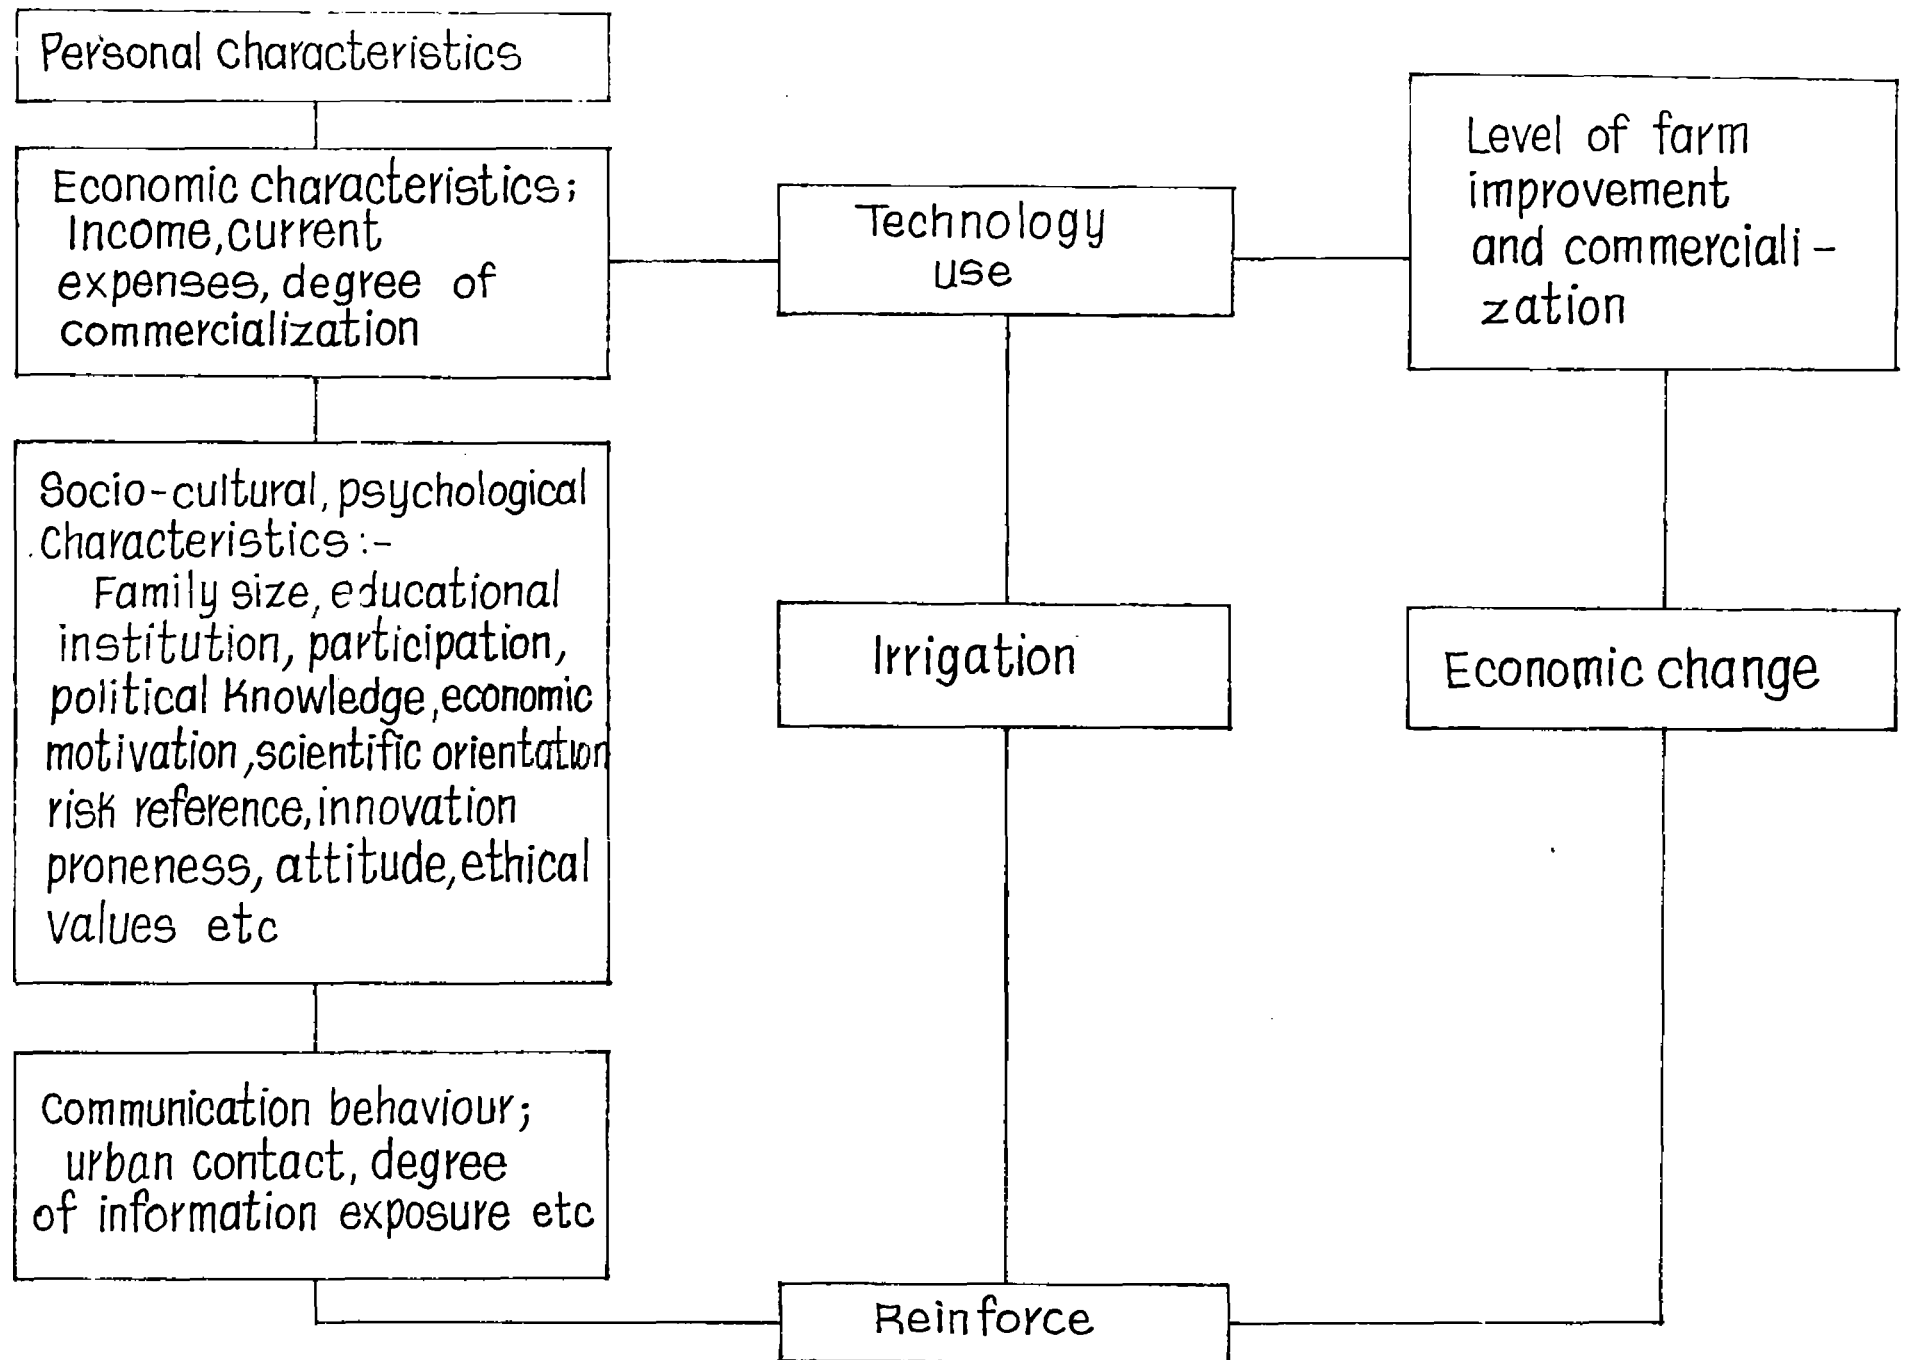 Personal Characteristics
Economic characteristics;
Income, current
expenses, degree of
commercialization
Socio-cultural, psychological
Characteristics :-
Family size, educational
institution, participation,
political Knowledge, economic
motivation, scientific orientation
risk reference, innovation
proneness, attitude, ethical
values etc
Communication behaviour;
urban contact, degree
of information exposure etc
Technology
use
Irrigation
Reinforce
Level of farm
improvement
and commerciali-
zation
Economic change